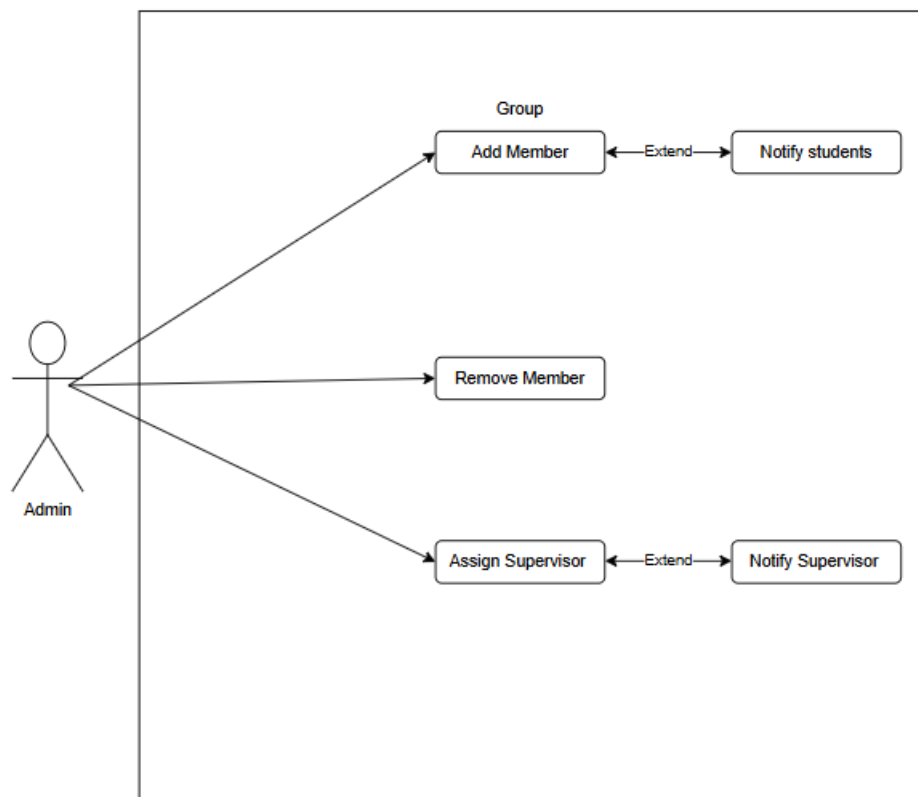 Group
Add Member
Extend
Notify students
Remove Member
Admin
Assign Supervisor
Extend
Notify Supervisor